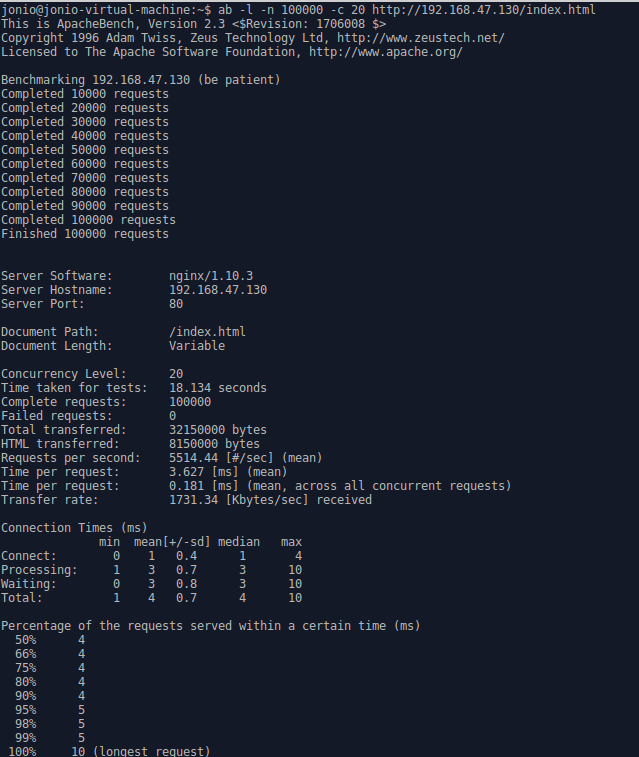 jonio@jonio-virtual-machine:~$ ab -l -n 100000 -c 20 http://192.168.47.130/index.html
This is ApacheBench, Version 2.3 <$Revision: 1706008 $>
Copyright 1996 Adam Twiss, Zeus Technology Ltd, http://www.zeustech.net/
Licensed to The Apache Software Foundation, http://www.apache.org/

Benchmarking 192.168.47.130 (be patient)
Completed 10000 requests
Completed 20000 requests
Completed 30000 requests
Completed 40000 requests
Completed 50000 requests
Completed 60000 requests
Completed 70000 requests
Completed 80000 requests
Completed 90000 requests
Completed 100000 requests
Finished 100000 requests


Server Software:        nginx/1.10.3
Server Hostname:        192.168.47.130
Server Port:            80

Document Path:          /index.html
Document Length:        Variable

Concurrency Level:      20
Time taken for tests:   18.134 seconds
Complete requests:      100000
Failed requests:        0
Total transferred:      32150000 bytes
HTML transferred:       8150000 bytes
Requests per second:    5514.44 [#/sec] (mean)
Time per request:       3.627 [ms] (mean)
Time per request:       0.181 [ms] (mean, across all concurrent requests)
Transfer rate:          1731.34 [Kbytes/sec] received

Connection Times (ms)
              min  mean[+/-sd] median   max
Connect:        0    1   0.4      1       4
Processing:     1    3   0.7      3      10
Waiting:        0    3   0.8      3      10
Total:          1    4   0.7      4      10

Percentage of the requests served within a certain time (ms)
  50%      4
  66%      4
  75%      4
  80%      4
  90%      4
  95%      5
  98%      5
  99%      5
 100%     10 (longest request)